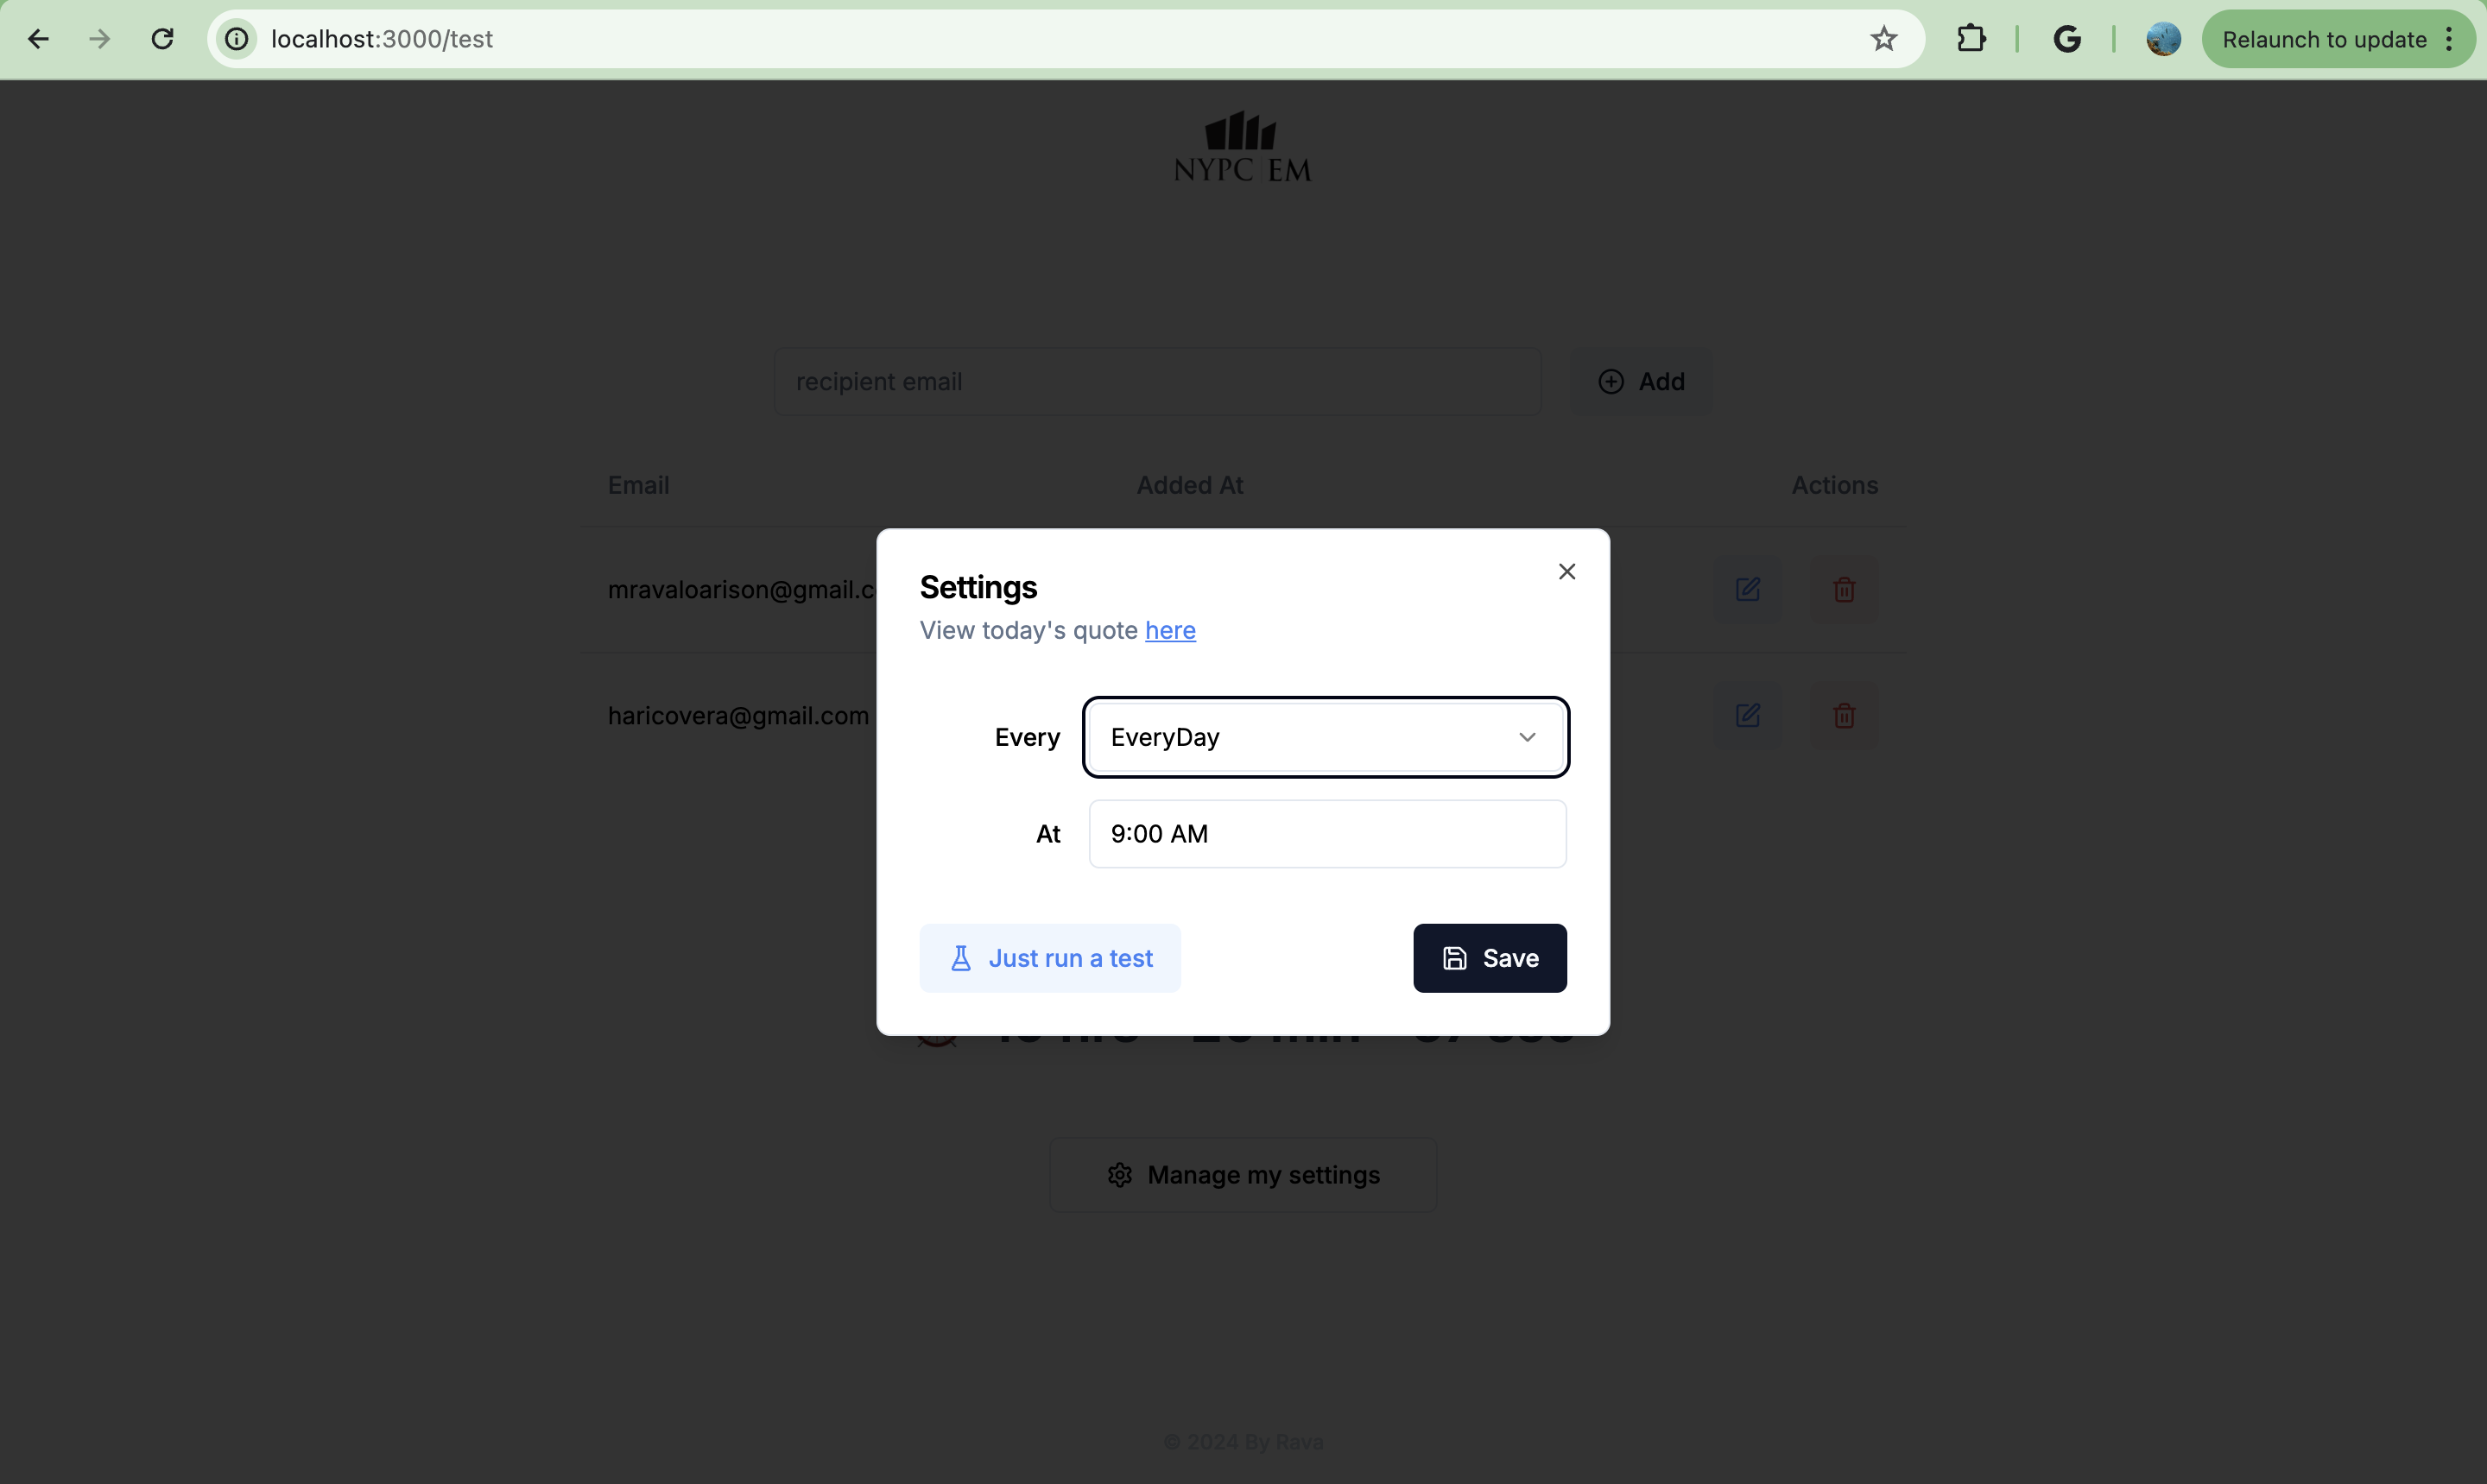 localhost:3000/test
Relaunch to update
NYPC EM
recipient email
Add
Email Added At Actions
mravaloarison@gmail.c
haricovera@gmail.com
Settings
View today's quote here
Every EveryDay
At 9:00 AM
Just run a test
Save
Manage my settings
© 2024 By Rava